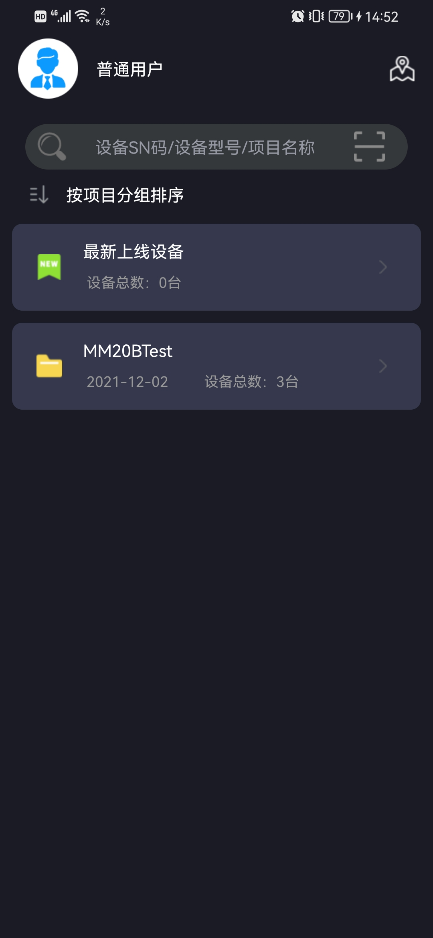 HD 4G 2 K/s 79 14:52
普通用户
设备SN码/设备型号/项目名称
按项目分组排序
NEW 最新上线设备
设备总数：0台
MM20BTest
2021-12-02 设备总数：3台